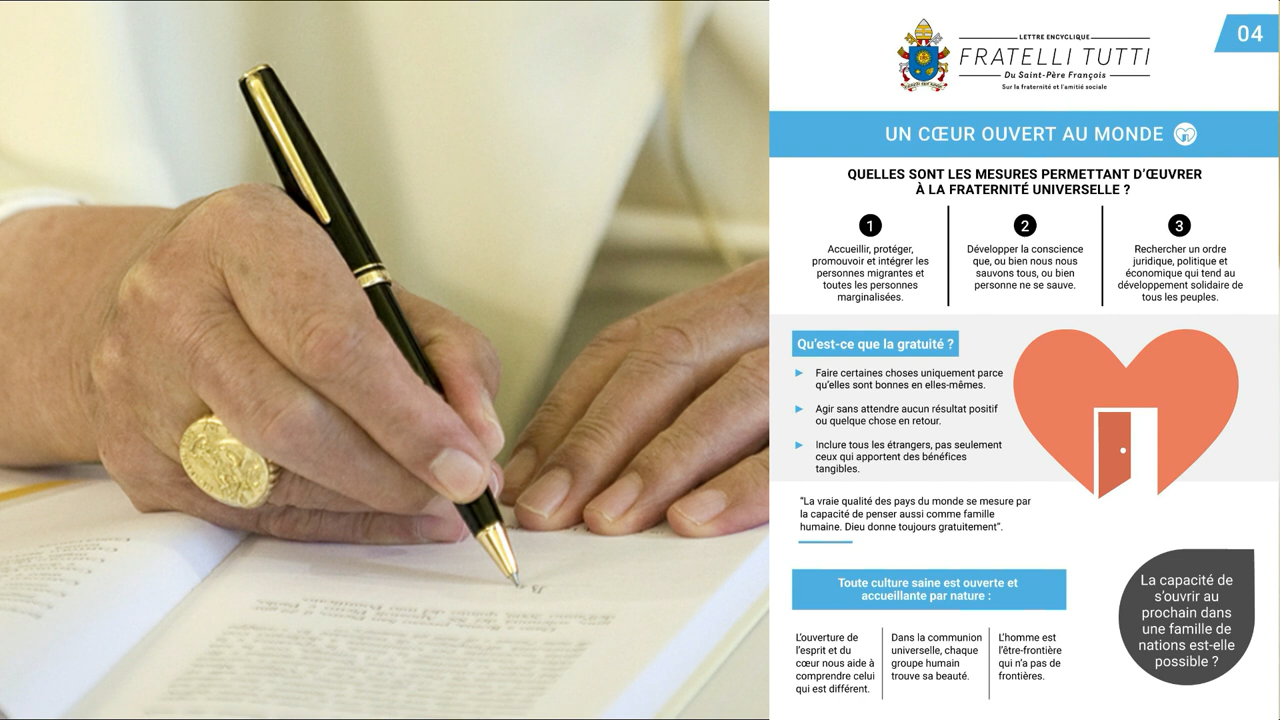 04
LETTRE ENCYCLIQUE
FRATELLI TUTTI
Du Saint-Père François
Sur la fraternité et l'amitié sociale
UN CŒUR OUVERT AU MONDE
QUELLES SONT LES MESURES PERMETTANT D'ŒUVRER
À LA FRATERNITÉ UNIVERSELLE ?
1
Accueillir, protéger,
promouvoir et intégrer les
personnes migrantes et
toutes les personnes
marginalisées.
2
Développer la conscience
que, ou bien nous nous
sauvons tous, ou bien
personne ne se sauve.
3
Rechercher un ordre
juridique, politique et
économique qui tend au
développement solidaire de
tous les peuples.
Qu'est-ce que la gratuité ?
Faire certaines choses uniquement parce
qu'elles sont bonnes en elles-mêmes.
Agir sans attendre aucun résultat positif
ou quelque chose en retour.
Inclure tous les étrangers, pas seulement
ceux qui apportent des bénéfices
tangibles.
"La vraie qualité des pays du monde se mesure par
la capacité de penser aussi comme famille
humaine. Dieu donne toujours gratuitement".
Toute culture saine est ouverte et
accueillante par nature :
L'ouverture de
l'esprit et du
cœur nous aide à
comprendre celui
qui est différent.
Dans la communion
universelle, chaque
groupe humain
trouve sa beauté.
L'homme est
l'être-frontière
qui n'a pas de
frontières.
La capacité de
s'ouvrir au
prochain dans
une famille de
nations est-elle
possible ?